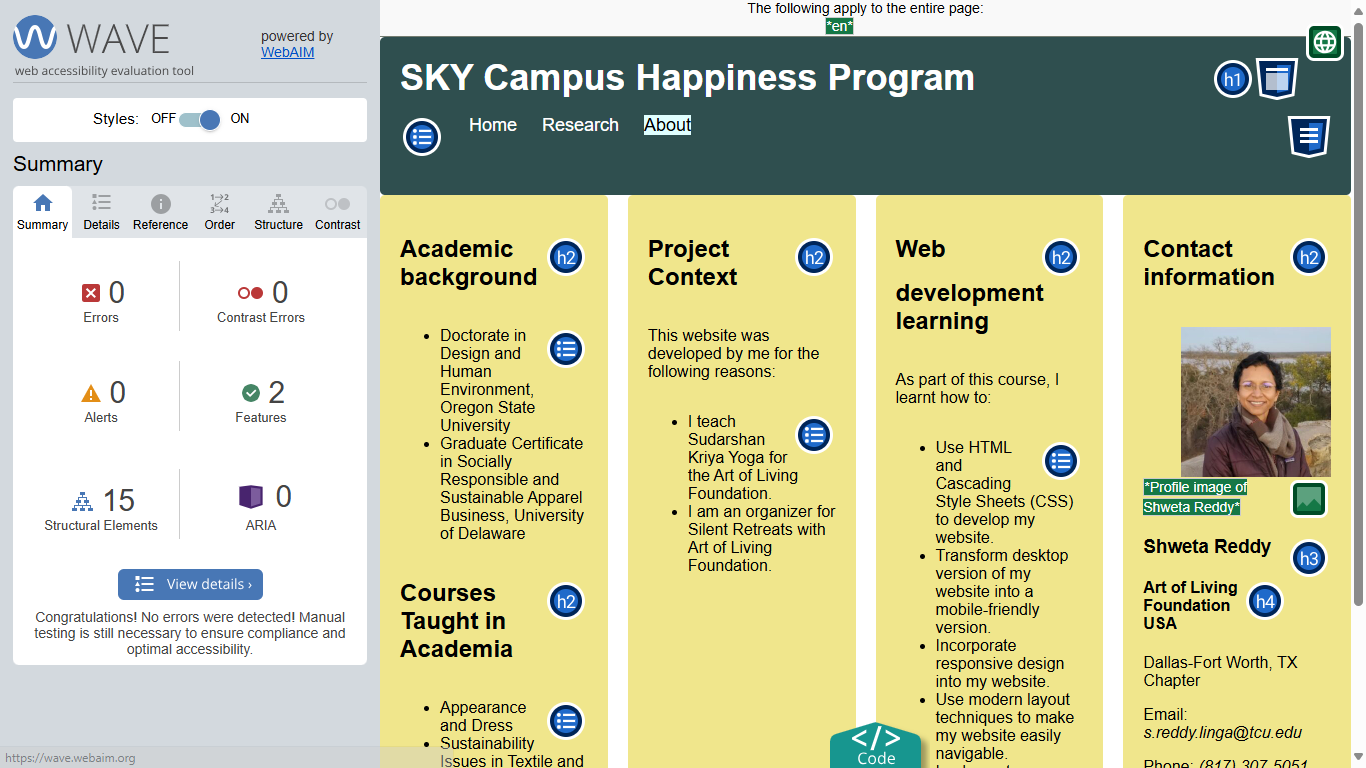 WAVE
web accessibility evaluation tool
powered by
WebAIM
Styles: OFF ON
Summary
Summary Details Reference Order Structure Contrast
0
Errors
0
Contrast Errors
0
Alerts
2
Features
15
Structural Elements
0
ARIA
View details ›
Congratulations! No errors were detected! Manual
testing is still necessary to ensure compliance and
optimal accessibility.
https://wave.webaim.org
The following apply to the entire page:
*en*
SKY Campus Happiness Program
h1
Home Research About
Academic
background
h2
• Doctorate in
Design and
Human
Environment,
Oregon State
University
• Graduate Certificate
in Socially
Responsible and
Sustainable Apparel
Business, University
of Delaware
Courses
Taught in
Academia
h2
• Appearance
and Dress
• Sustainability
Issues in Textile and
Project
Context
h2
This website was
developed by me for the
following reasons:
• I teach
Sudarshan
Kriya Yoga for
the Art of Living
Foundation.
• I am an organizer for
Silent Retreats with
Art of Living
Foundation.
Web
development
learning
h2
As part of this course, I
learnt how to:
• Use HTML
and
Cascading
Style Sheets (CSS)
to develop my
website.
• Transform desktop
version of my
website into a
mobile-friendly
version.
• Incorporate
responsive design
into my website.
• Use modern layout
techniques to make
my website easily
navigable.
</>
Code
Contact
information
h2
*Profile image of
Shweta Reddy*
Shweta Reddy
h3
Art of Living
Foundation
USA
h4
Dallas-Fort Worth, TX
Chapter
Email:
s.reddy.linga@tcu.edu
Phone: (817) 307-5051